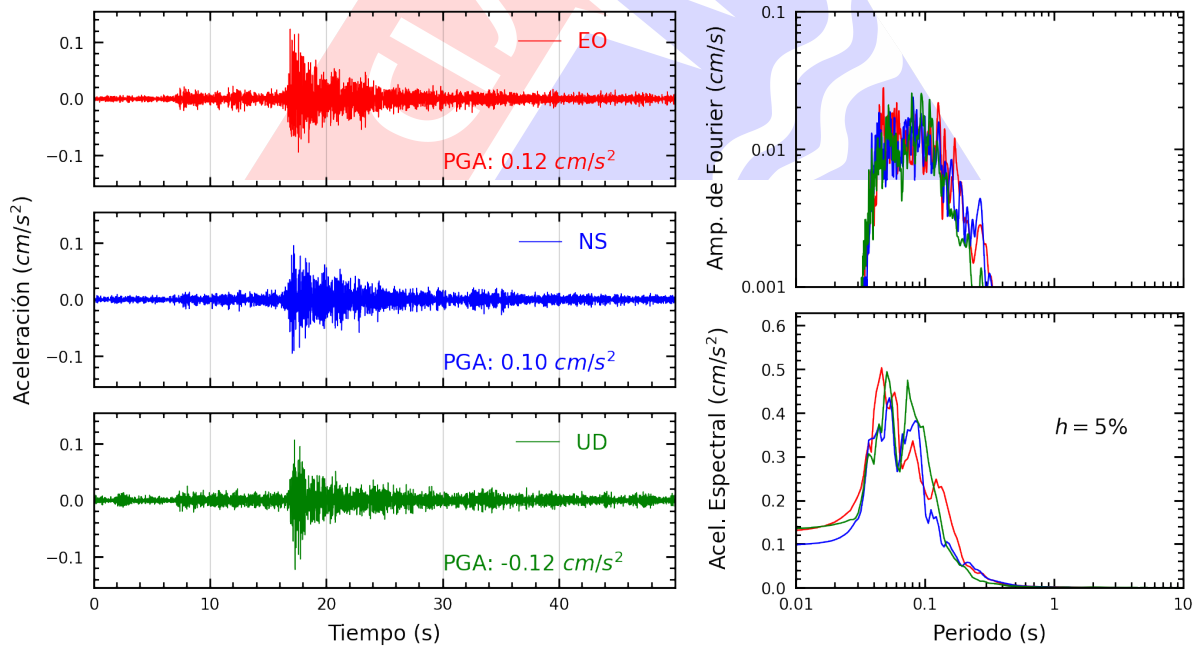 Aceleración (cm/s²)
0.1
0.0
−0.1
EO
PGA: 0.12 cm/s²
0.1
0.0
−0.1
NS
PGA: 0.10 cm/s²
0.1
0.0
−0.1
UD
PGA: -0.12 cm/s²
0 10 20 30 40
Tiempo (s)
Amp. de Fourier (cm/s)
0.1
0.01
0.001
Acel. Espectral (cm/s²)
0.6
0.5
0.4
0.3
0.2
0.1
0.0
h = 5%
0.01 0.1 1 10
Periodo (s)